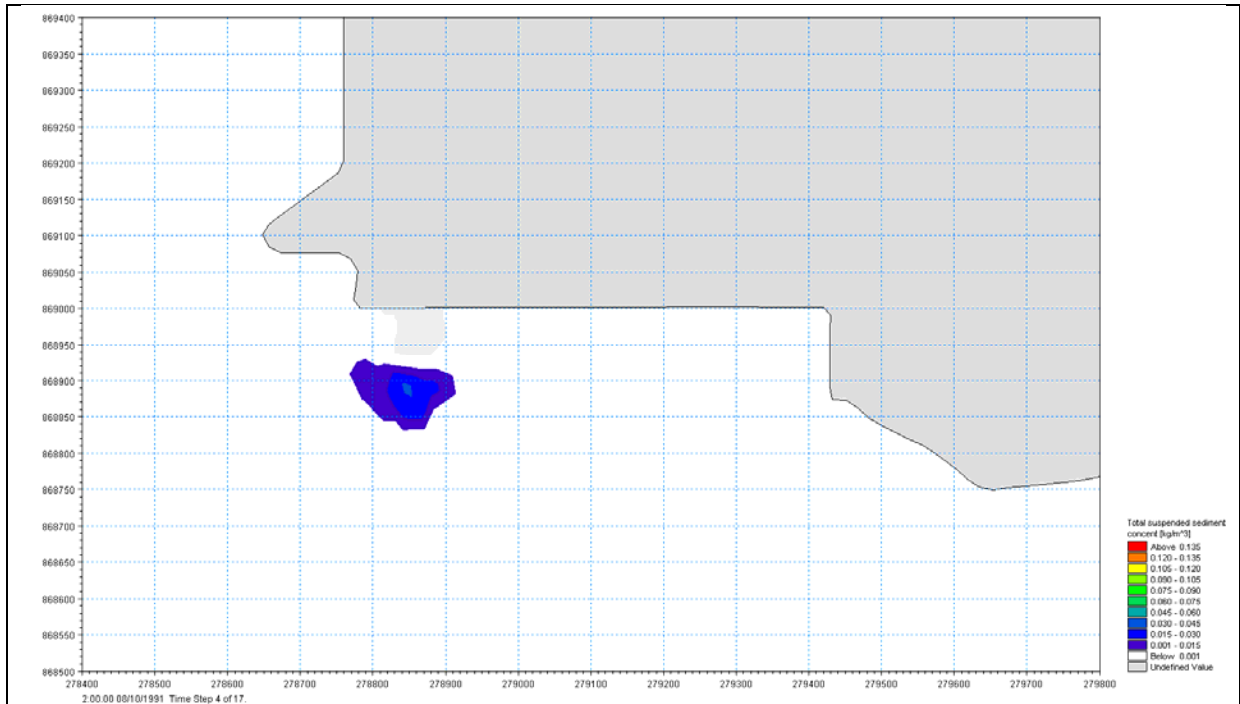 869400
869350
869300
869250
869200
869150
869100
869050
869000
868950
868900
868850
868800
868750
868700
868650
868600
868550
868500
278400 278500 278600 278700 278800 278900 279000 279100 279200 279300 279400 279500 279600 279700 279800
2:00:00 08/10/1991 Time Step 4 of 17.
Total suspended sediment
concent [kg/m^3]
Above 0.135
0.120 - 0.135
0.105 - 0.120
0.090 - 0.105
0.075 - 0.090
0.060 - 0.075
0.045 - 0.060
0.030 - 0.045
0.015 - 0.030
0.001 - 0.015
Below 0.001
Undefined Value